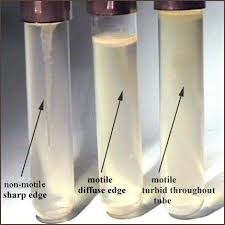 non-motile
sharp edge
motile
diffuse edge
motile
turbid throughout
tube